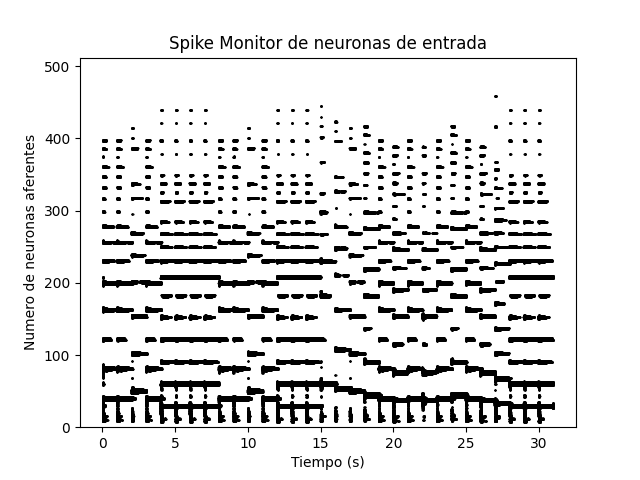 Spike Monitor de neuronas de entrada
500
400
300
200
100
0
Numero de neuronas aferentes
0 5 10 15 20 25 30
Tiempo (s)